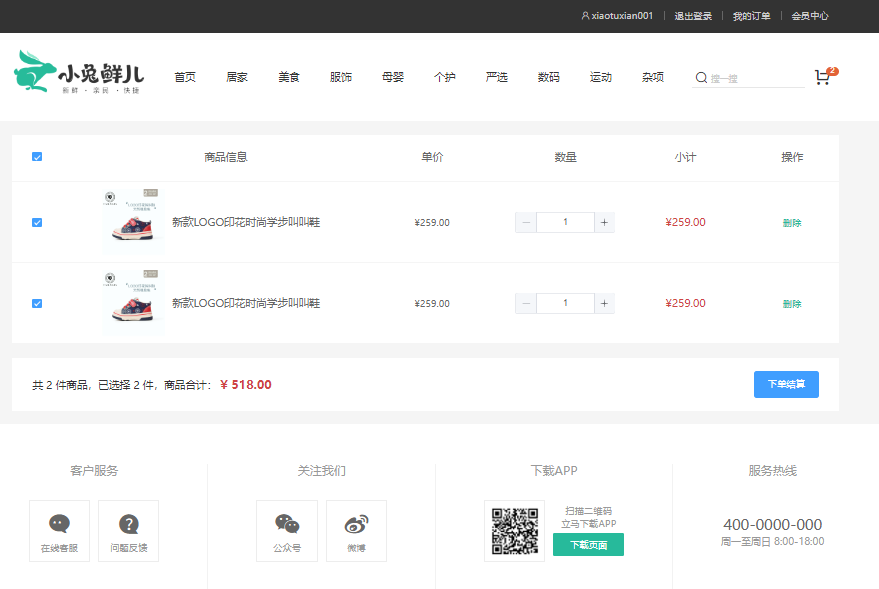 xiaotuxian001 退出登录 我的订单 会员中心
小兔鲜儿
新鲜 · 亲民 · 快捷
首页 居家 美食 服饰 母婴 个护 严选 数码 运动 杂项 搜一搜 2
商品信息 单价 数量 小计 操作
新款LOGO印花时尚学步叫叫鞋 ¥259.00 − 1 + ¥259.00 删除
新款LOGO印花时尚学步叫叫鞋 ¥259.00 − 1 + ¥259.00 删除
共 2 件商品，已选择 2 件，商品合计： ¥ 518.00 下单结算
客户服务 关注我们 下载APP 服务热线
在线客服 问题反馈 公众号 微博
扫描二维码
立马下载APP
下载页面
400-0000-000
周一至周日 8:00-18:00